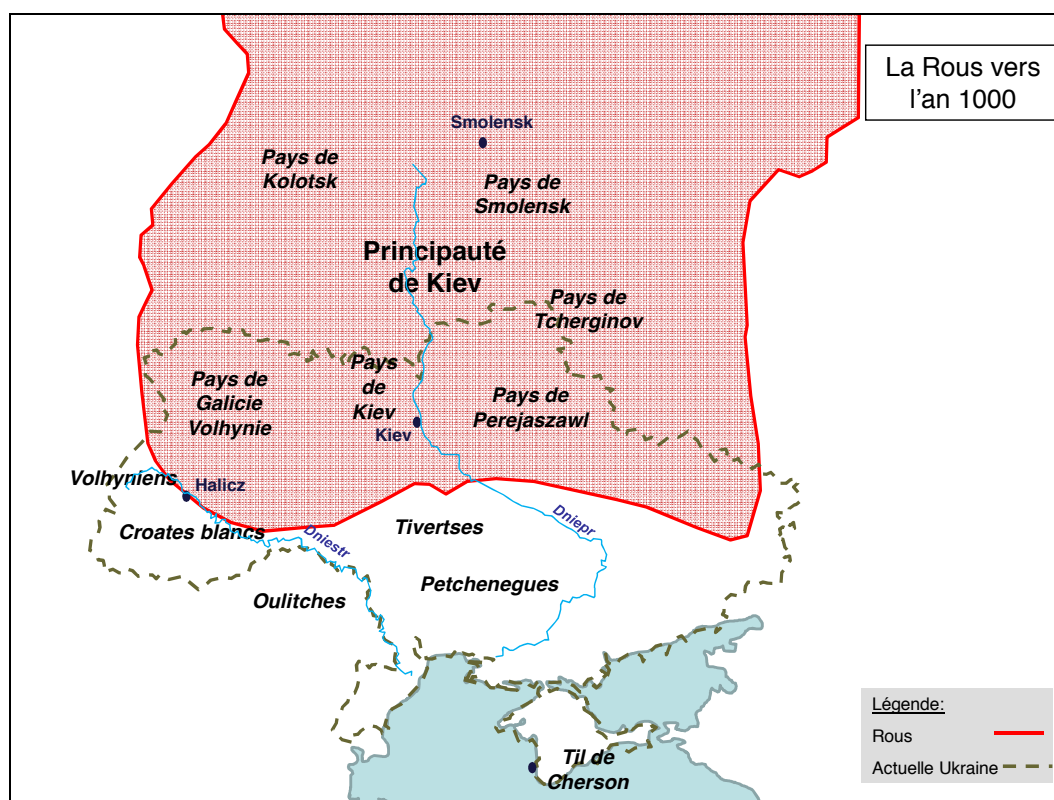 La Rous vers
l'an 1000
Smolensk
Pays de
Kolotsk
Pays de
Smolensk
Principauté
de Kiev
Pays de
Tcherginov
Pays
de
Kiev
Pays de
Galicie
Volhynie
Pays de
Perejaszawl
Kiev
Volhyniens
Halicz
Croates blancs
Dniestr
Tivertses
Dniepr
Petchenegues
Oulitches
Til de
Cherson
Légende:
Rous
Actuelle Ukraine